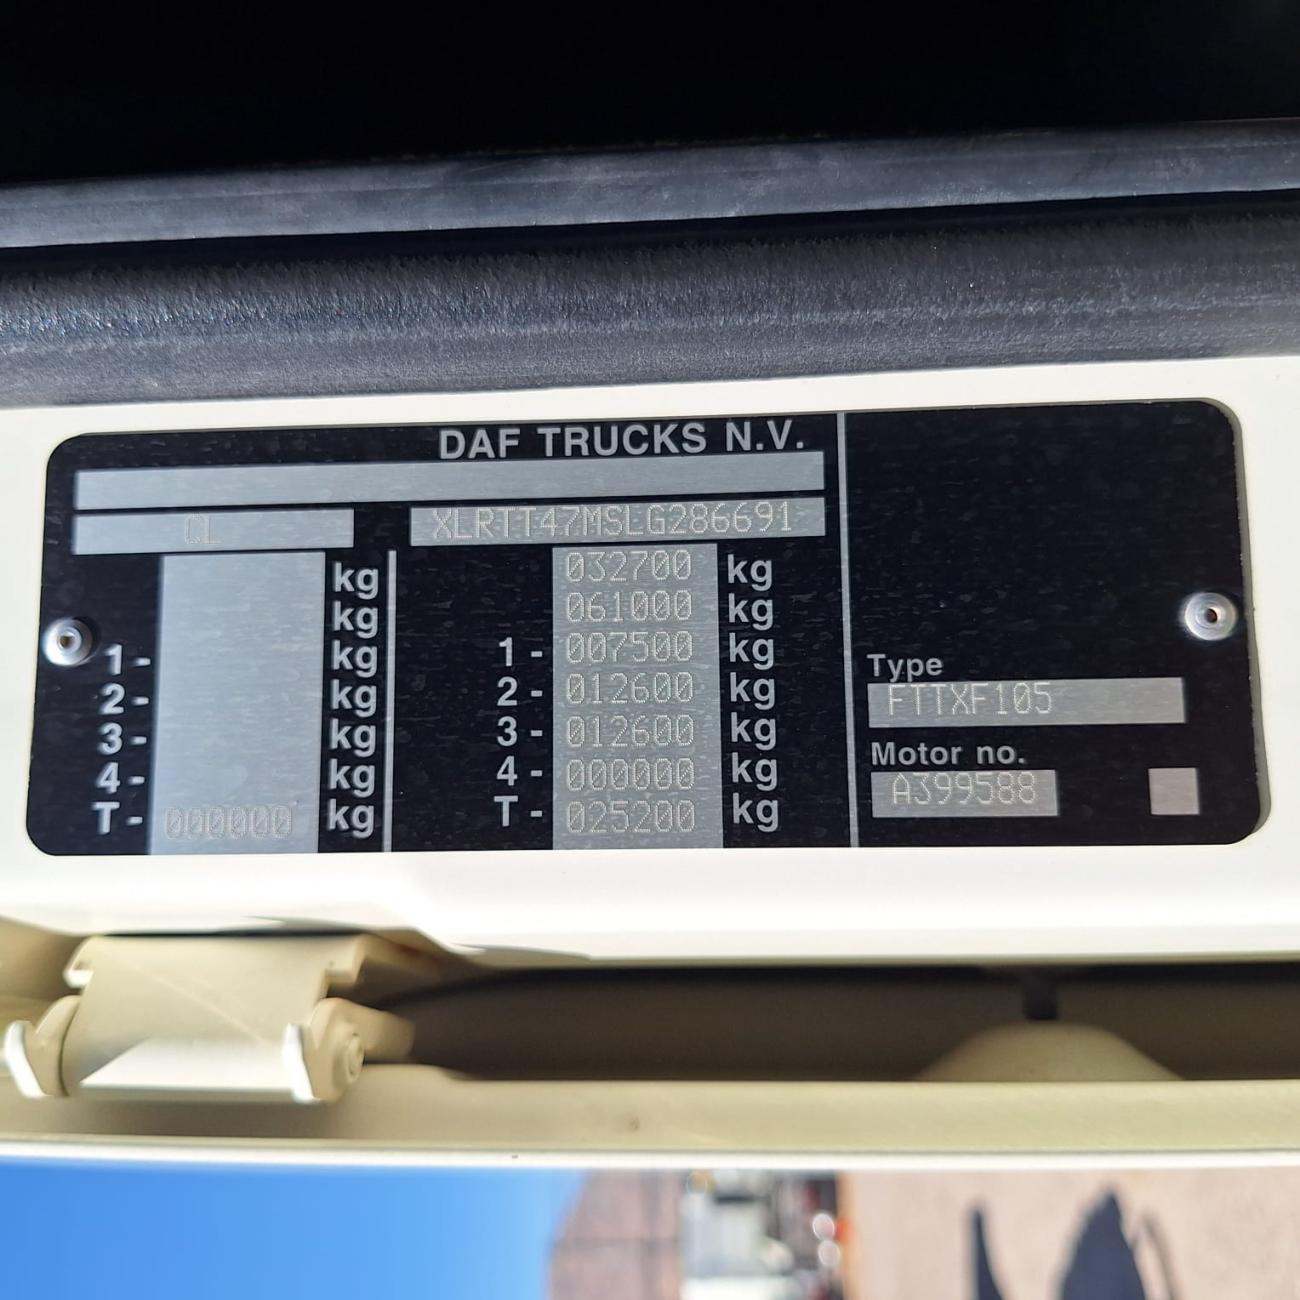 DAF TRUCKS N.V.
CL XLRTT47MSLG286691
kg 032700 kg
kg 061000 kg
1- kg 1- 007500 kg
2- kg 2- 012600 kg
3- kg 3- 012600 kg
4- kg 4- 000000 kg
T- 000000 kg T- 025200 kg
Type
FTTXF105
Motor no.
A399588